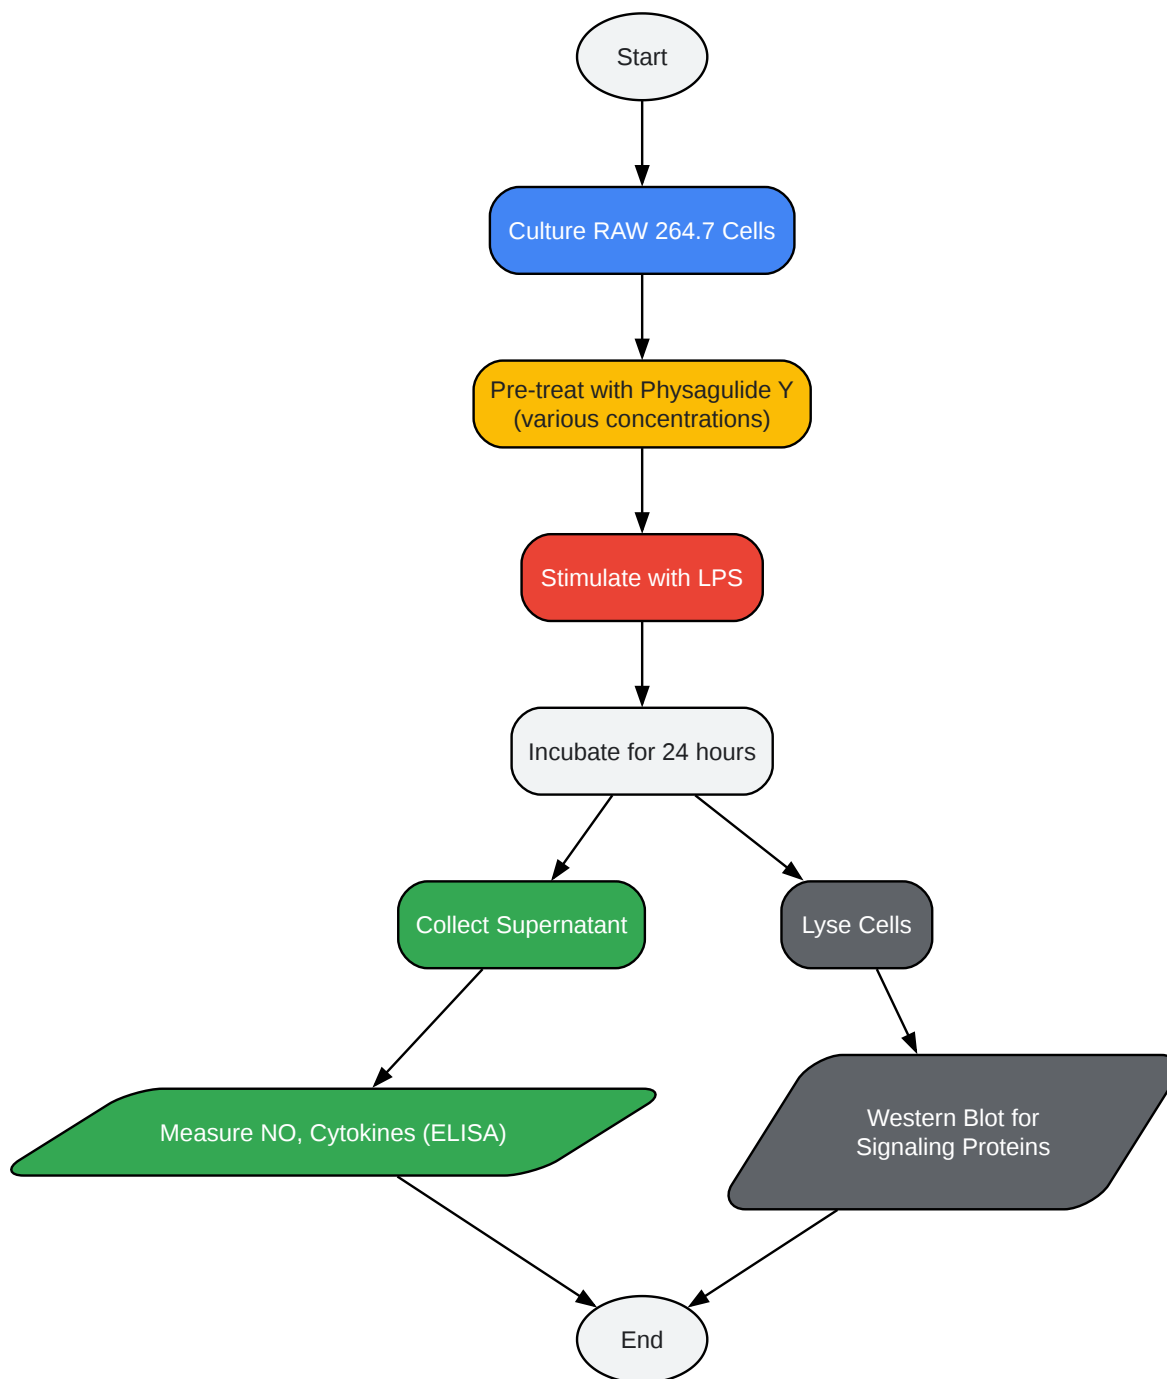 Start
Culture RAW 264.7 Cells
Pre-treat with Physagulide Y
(various concentrations)
Stimulate with LPS
Incubate for 24 hours
Collect Supernatant
Lyse Cells
Measure NO, Cytokines (ELISA)
Western Blot for
Signaling Proteins
End